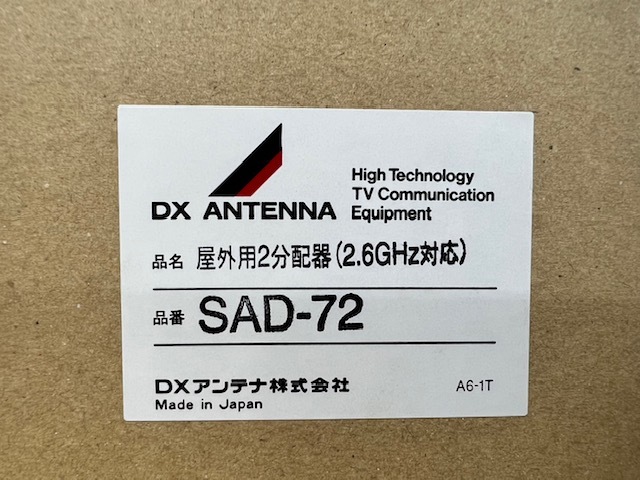 DX ANTENNA
High Technology
TV Communication
Equipment
品名 屋外用2分配器(2.6GHz対応)
品番 SAD-72
DXアンテナ株式会社
Made in Japan
A6-1T